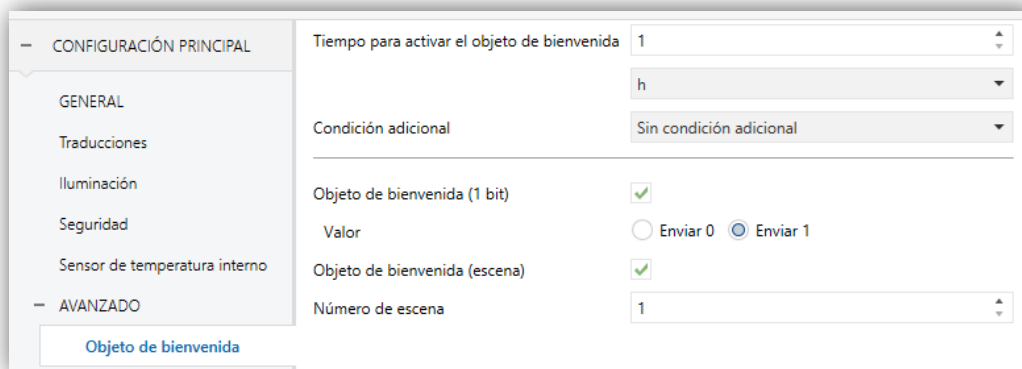 − CONFIGURACIÓN PRINCIPAL
GENERAL
Traducciones
Iluminación
Seguridad
Sensor de temperatura interno
− AVANZADO
Objeto de bienvenida
Tiempo para activar el objeto de bienvenida 1
h
Condición adicional Sin condición adicional
Objeto de bienvenida (1 bit)
Valor Enviar 0 Enviar 1
Objeto de bienvenida (escena)
Número de escena 1